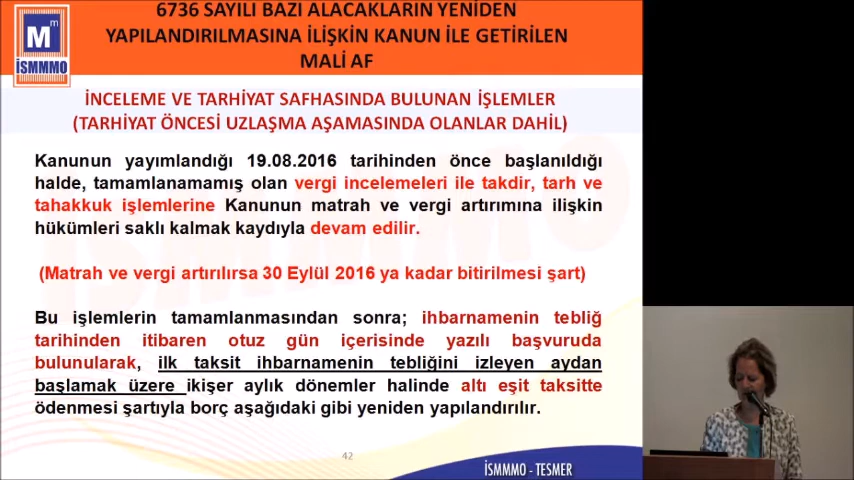 6736 SAYILI BAZI ALACAKLARIN YENİDEN
YAPILANDIRILMASINA İLİŞKİN KANUN İLE GETİRİLEN
MALİ AF
Mm
İSMMMO
İNCELEME VE TARHİYAT SAFHASINDA BULUNAN İŞLEMLER
(TARHİYAT ÖNCESİ UZLAŞMA AŞAMASINDA OLANLAR DAHİL)
Kanunun yayımlandığı 19.08.2016 tarihinden önce başlanıldığı
halde, tamamlanamamış olan vergi incelemeleri ile takdir, tarh ve
tahakkuk işlemlerine Kanunun matrah ve vergi artırımına ilişkin
hükümleri saklı kalmak kaydıyla devam edilir.
(Matrah ve vergi artırılırsa 30 Eylül 2016 ya kadar bitirilmesi şart)
Bu işlemlerin tamamlanmasından sonra; ihbarnamenin tebliğ
tarihinden itibaren otuz gün içerisinde yazılı başvuruda
bulunularak, ilk taksit ihbarnamenin tebliğini izleyen aydan
başlamak üzere ikişer aylık dönemler halinde altı eşit taksitte
ödenmesi şartıyla borç aşağıdaki gibi yeniden yapılandırılır.
42
İSMMMO - TESMER